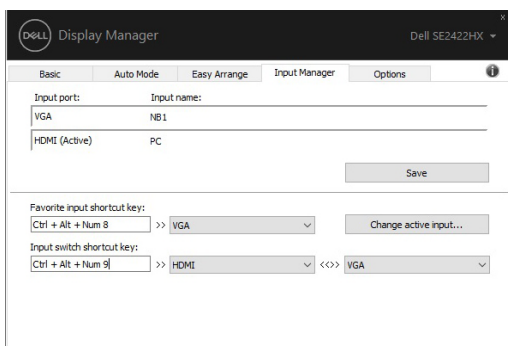 DELL Display Manager Dell SE2422HX
x
Basic Auto Mode Easy Arrange Input Manager Options
Input port: Input name:
VGA NB1
HDMI (Active) PC
Save
Favorite input shortcut key:
Ctrl + Alt + Num 8 >> VGA Change active input...
Input switch shortcut key:
Ctrl + Alt + Num 9 >> HDMI <<>> VGA